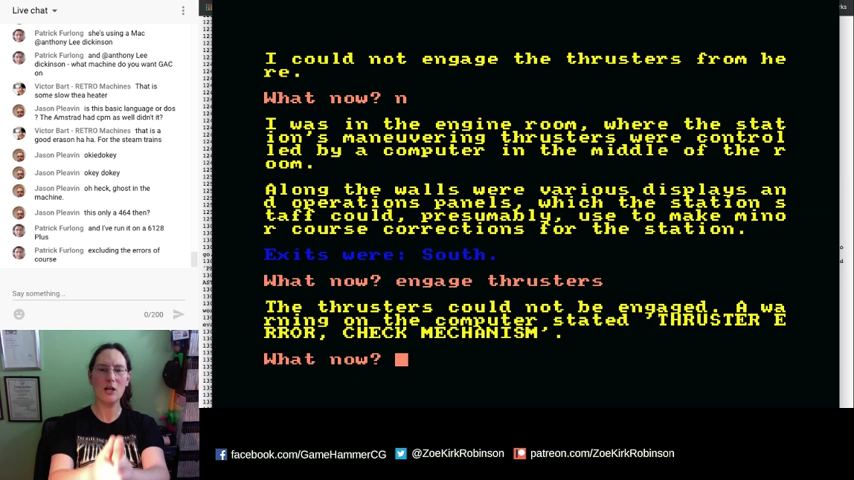 Live chat
Patrick Furlong she's using a Mac
@anthony Lee dickinson
Patrick Furlong and @anthony Lee
dickinson - what machine do you want GAC
on
Victor Bart - RETRO Machines That is
some slow thea heater
Jason Pleavin is this basic language or dos
? The Amstrad had cpm as well didn't it?
Victor Bart - RETRO Machines that is a
good erason ha ha. For the steam trains
Jason Pleavin okiedokey
Jason Pleavin okey dokey
Jason Pleavin oh heck, ghost in the
machine.
Jason Pleavin this only a 464 then?
Patrick Furlong and I've run it on a 6128
Plus
Patrick Furlong excluding the errors of
course
Say something...
0/200
I could not engage the thrusters from he
re.
What now? n
I was in the engine room, where the stat
ion's maneuvering thrusters were control
led by a computer in the middle of the r
oom.
Along the walls were various displays an
d operations panels, which the station s
taff could, presumably, use to make mino
r course corrections for the station.
Exits were: South.
What now? engage thrusters
The thrusters could not be engaged. A wa
rning on the computer stated 'THRUSTER E
RROR, CHECK MECHANISM'.
What now?
facebook.com/GameHammerCG
@ZoeKirkRobinson
patreon.com/ZoeKirkRobinson